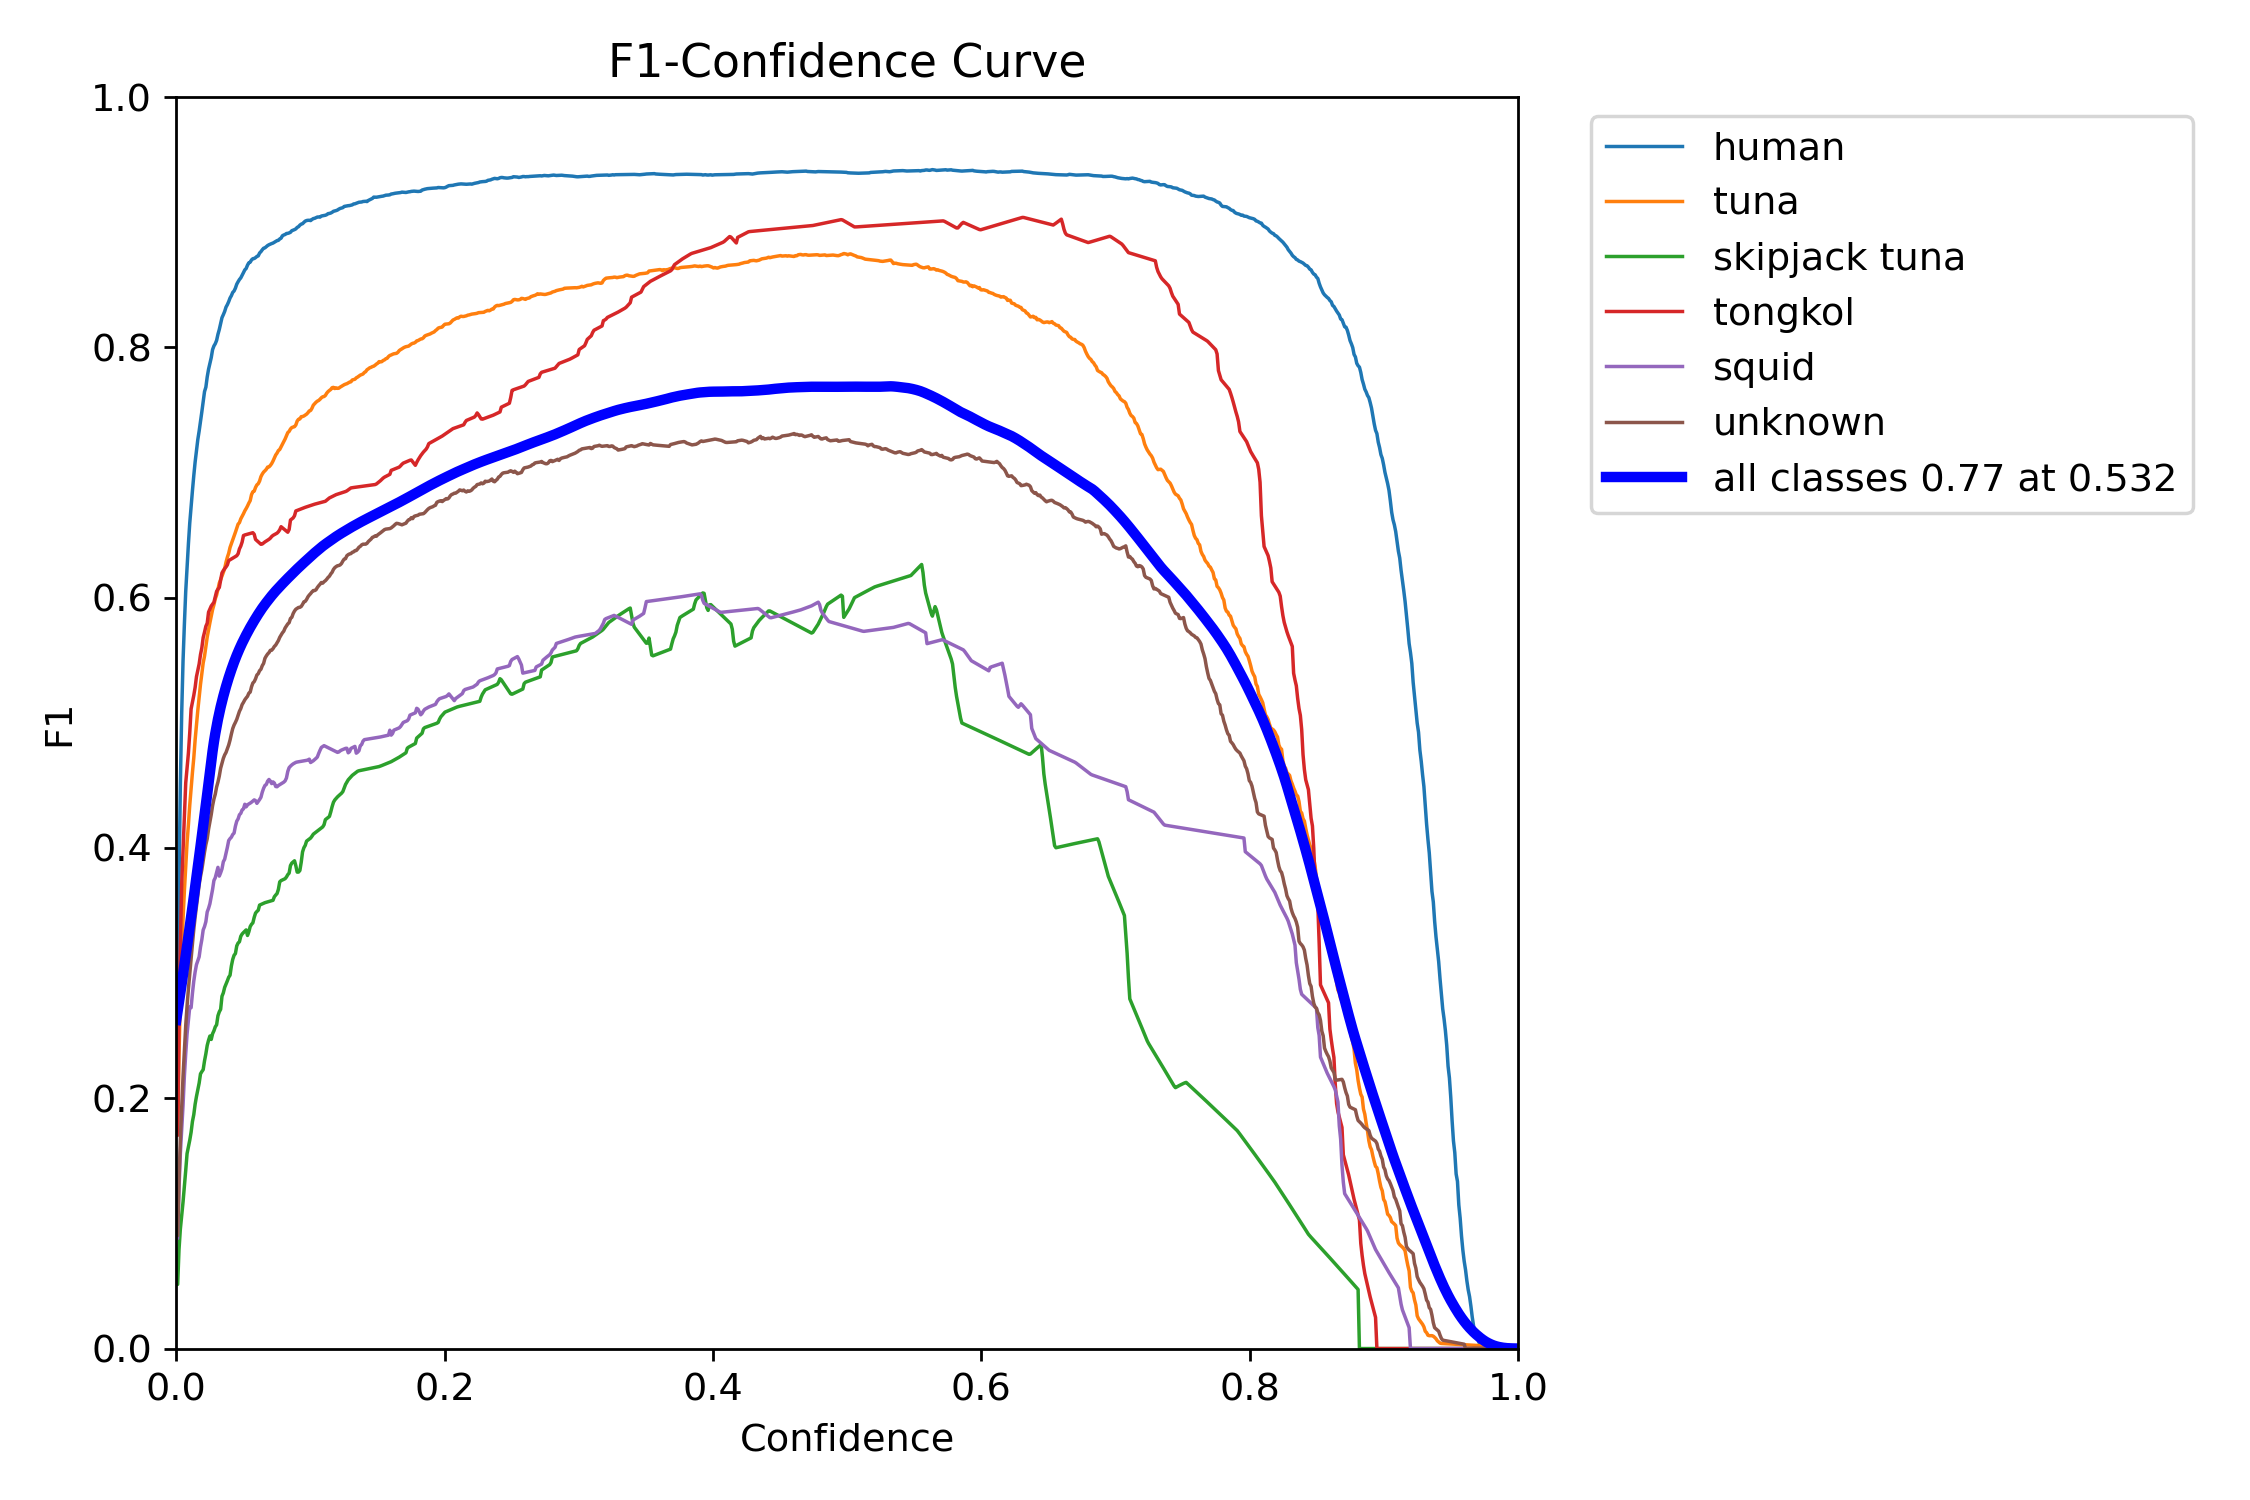 F1-Confidence Curve
1.0
0.8
0.6
0.4
0.2
0.0
F1
0.0 0.2 0.4 0.6 0.8 1.0
Confidence
human
tuna
skipjack tuna
tongkol
squid
unknown
all classes 0.77 at 0.532